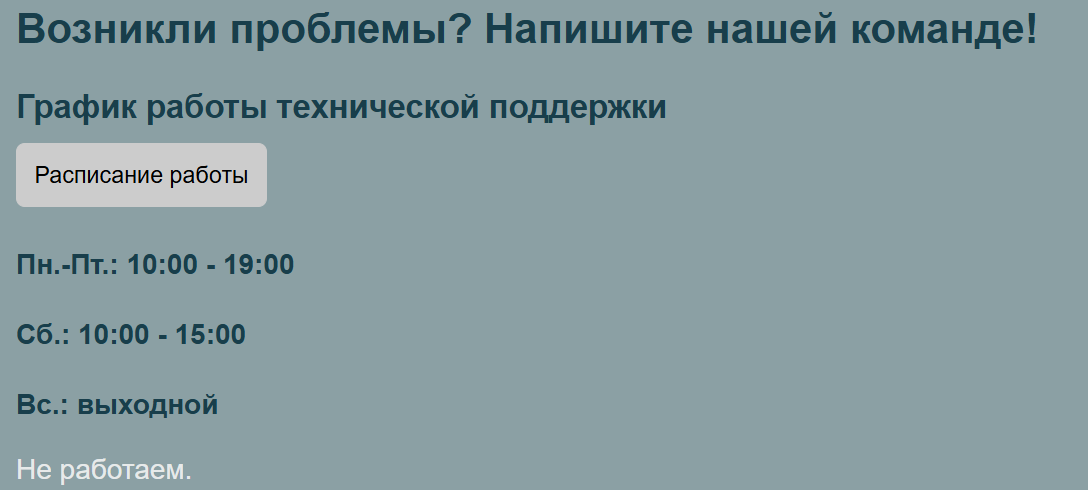 Возникли проблемы? Напишите нашей команде!
График работы технической поддержки
Расписание работы
Пн.-Пт.: 10:00 - 19:00
Сб.: 10:00 - 15:00
Вс.: выходной
Не работаем.